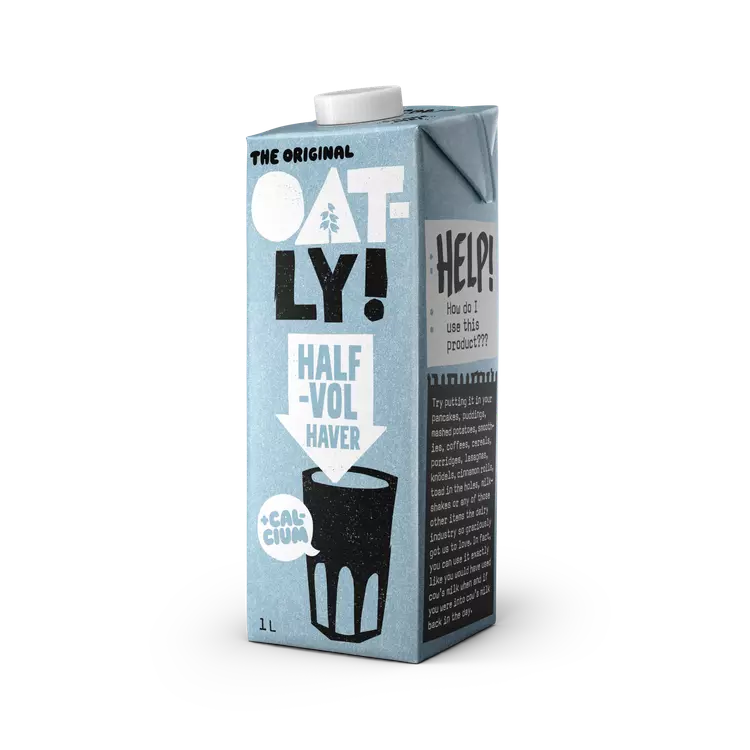 THE ORIGINAL
OAT-
LY!
HALF
-VOL
HAVER
+CAL-
CIUM
1L
HELP!
How do I
use this
product???
Try putting it in your
pancakes, puddings,
mashed potatoes, smooth-
ies, coffees, cereals,
porridges, lasagnas,
knödels, cinnamon rolls,
toad in the holes, milk-
shakes or any of those
other items the dairy
industry so graciously
got us to love. In fact,
you can use it exactly
like you would have used
cow's milk when and if
you were into cow's milk
back in the day.